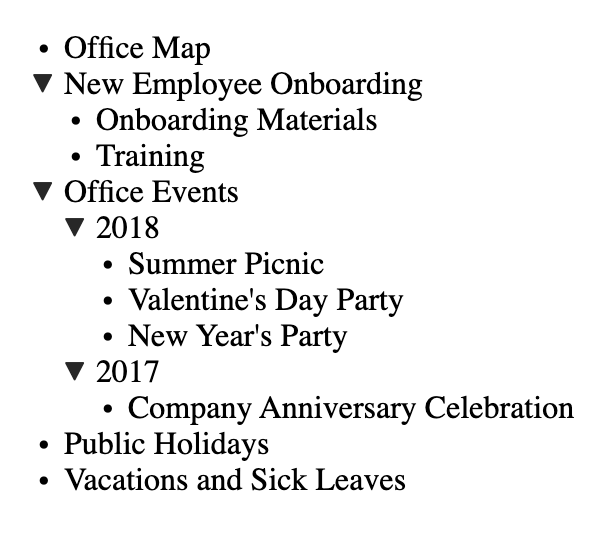 • Office Map
▼ New Employee Onboarding
• Onboarding Materials
• Training
▼ Office Events
▼ 2018
• Summer Picnic
• Valentine's Day Party
• New Year's Party
▼ 2017
• Company Anniversary Celebration
• Public Holidays
• Vacations and Sick Leaves